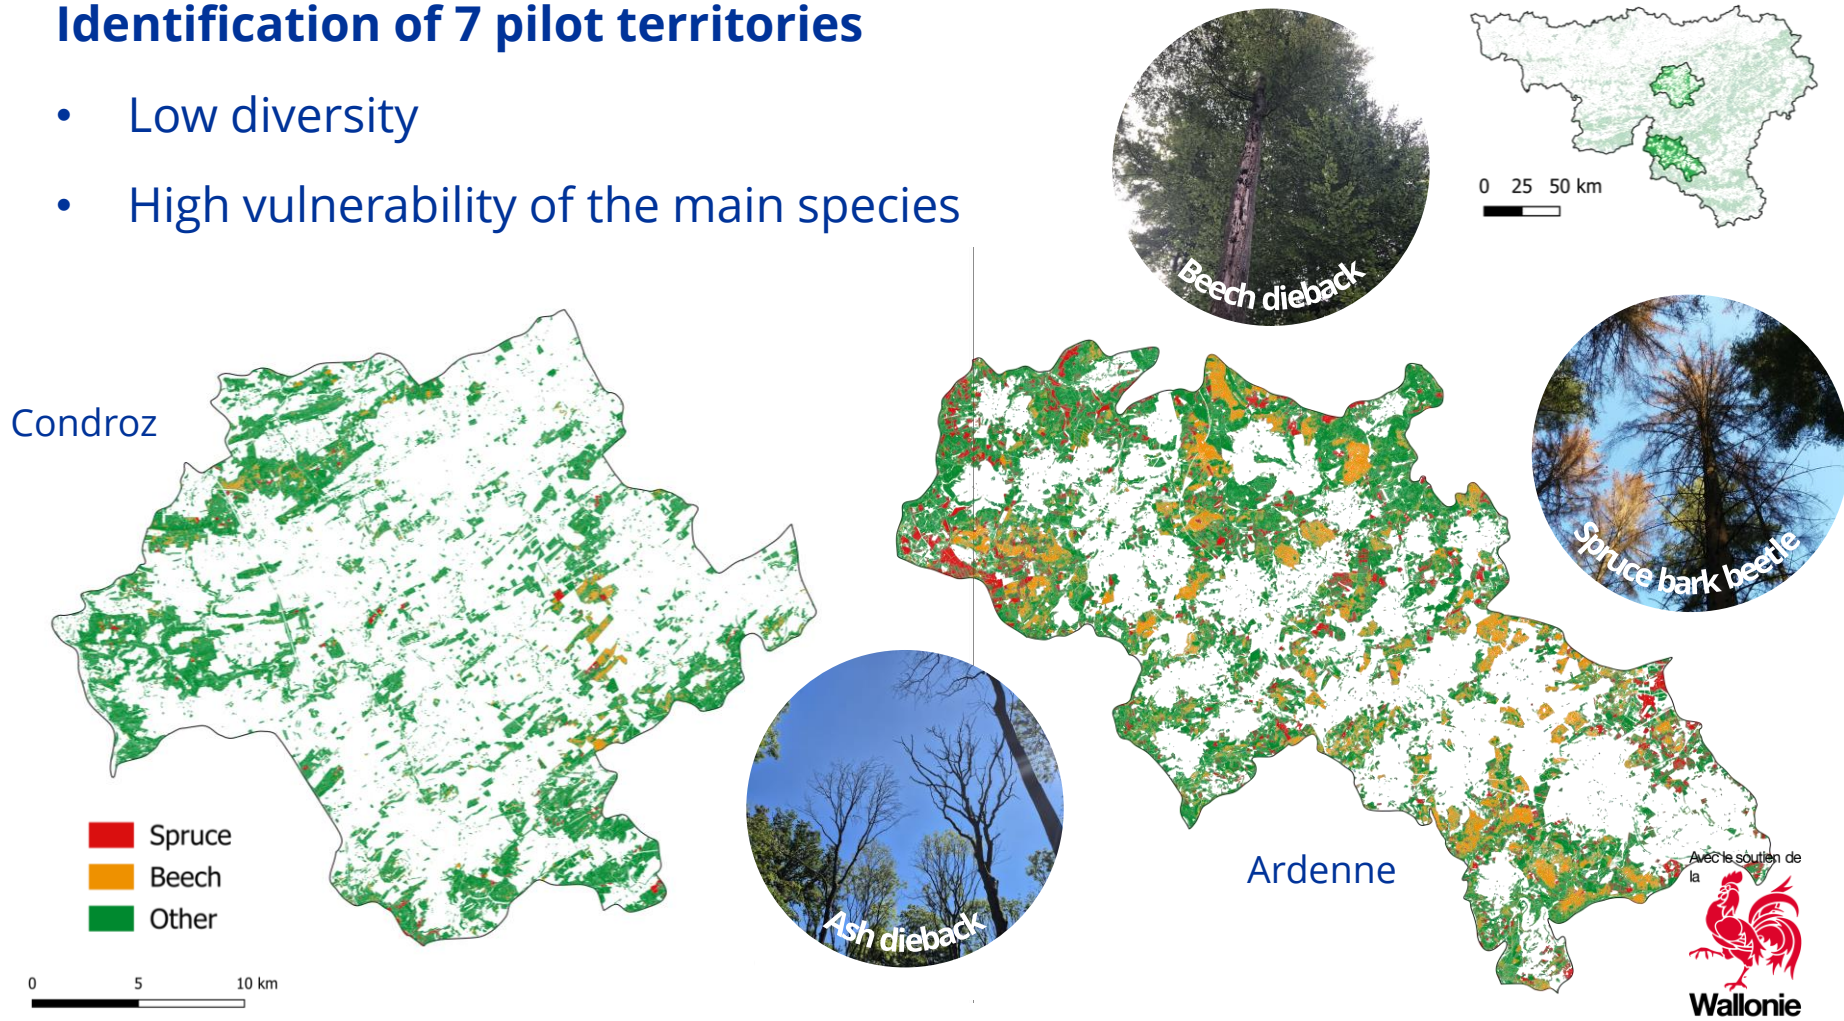 Identification of 7 pilot territories
• Low diversity
• High vulnerability of the main species
Beech dieback
0 25 50 km
Spruce bark beetle
Condroz
Ash dieback
Ardenne
Spruce
Beech
Other
0 5 10 km
Avec le soutien de
la
Wallonie